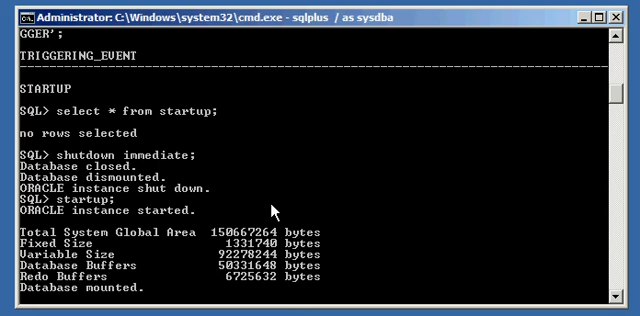 Administrator: C:\Windows\system32\cmd.exe - sqlplus / as sysdba
GGER';
TRIGGERING_EVENT
--------------------------------------------------------------------------------
STARTUP
SQL> select * from startup;
no rows selected
SQL> shutdown immediate;
Database closed.
Database dismounted.
ORACLE instance shut down.
SQL> startup;
ORACLE instance started.
Total System Global Area  150667264 bytes
Fixed Size                  1331740 bytes
Variable Size              92278244 bytes
Database Buffers           50331648 bytes
Redo Buffers                6725632 bytes
Database mounted.